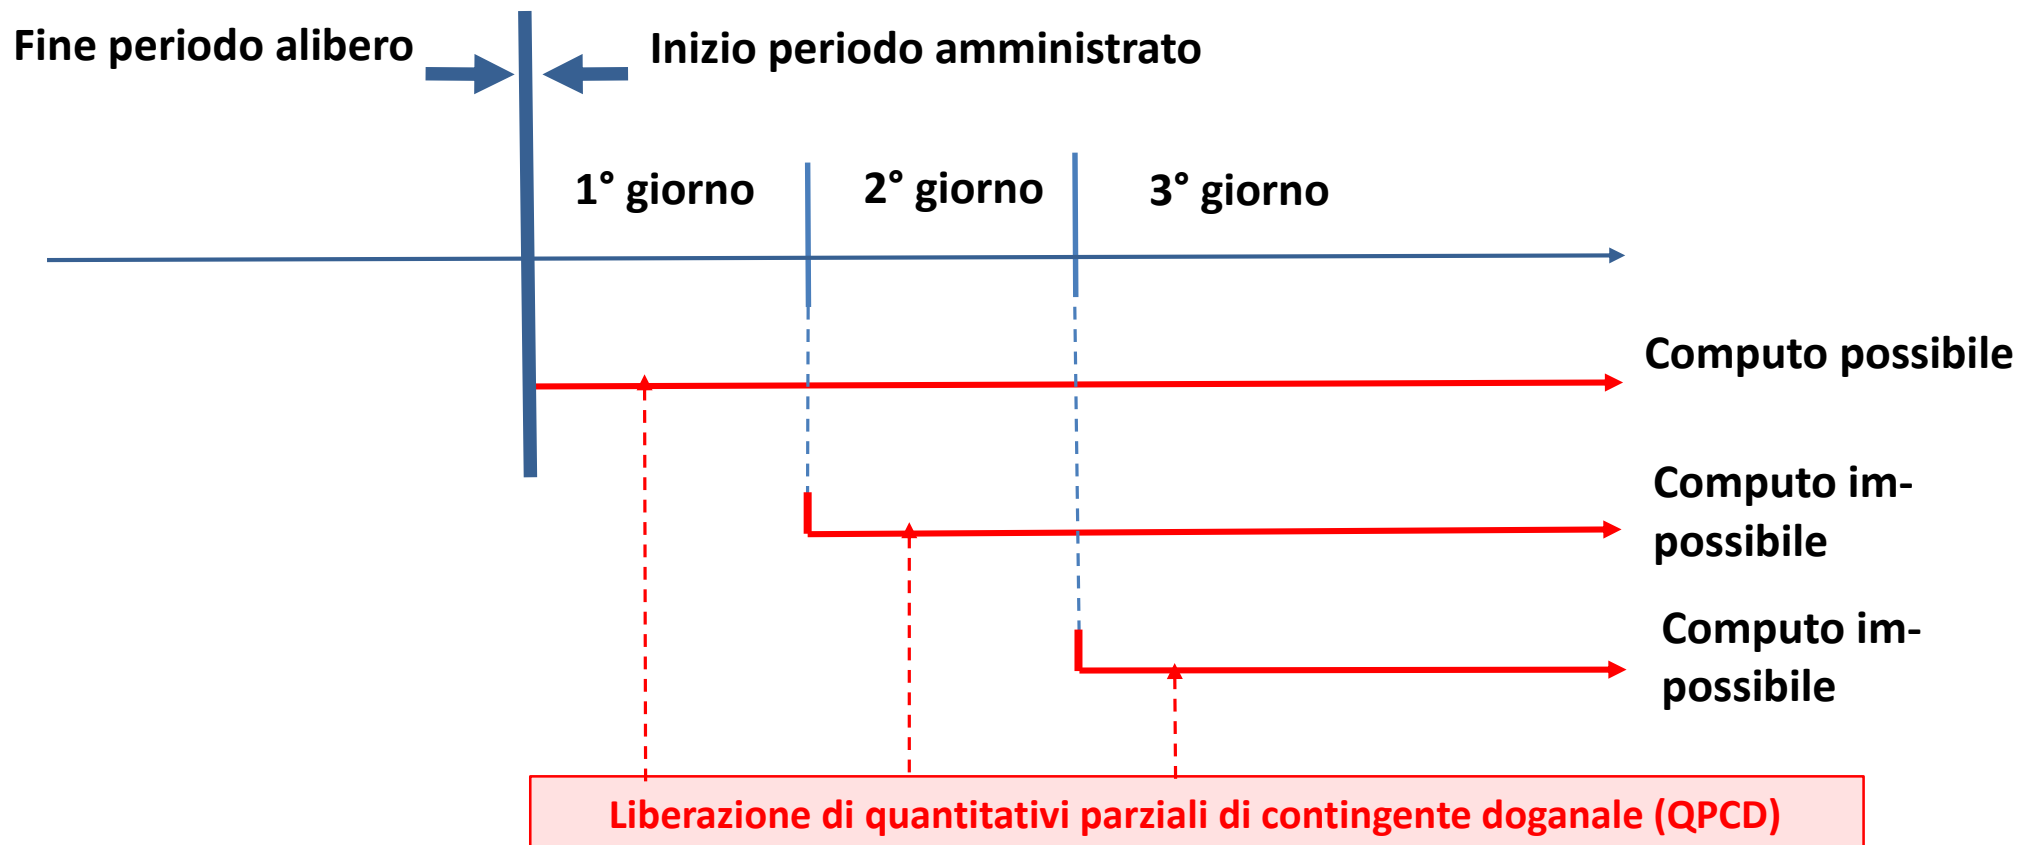 Fine periodo alibero
Inizio periodo amministrato
1° giorno
2° giorno
3° giorno
Computo possibile
Computo im-
possibile
Computo im-
possibile
Liberazione di quantitativi parziali di contingente doganale (QPCD)